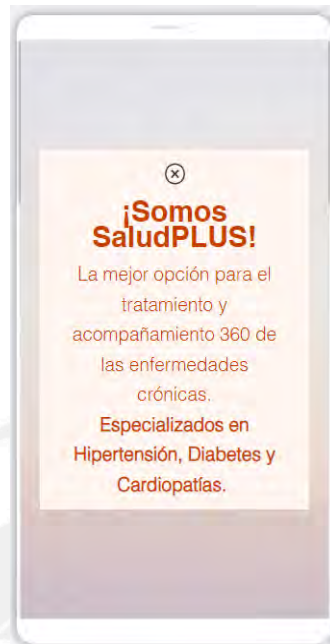 ¡Somos
SaludPLUS!
La mejor opción para el
tratamiento y
acompañamiento 360 de
las enfermedades
crónicas.
Especializados en
Hipertensión, Diabetes y
Cardiopatías.